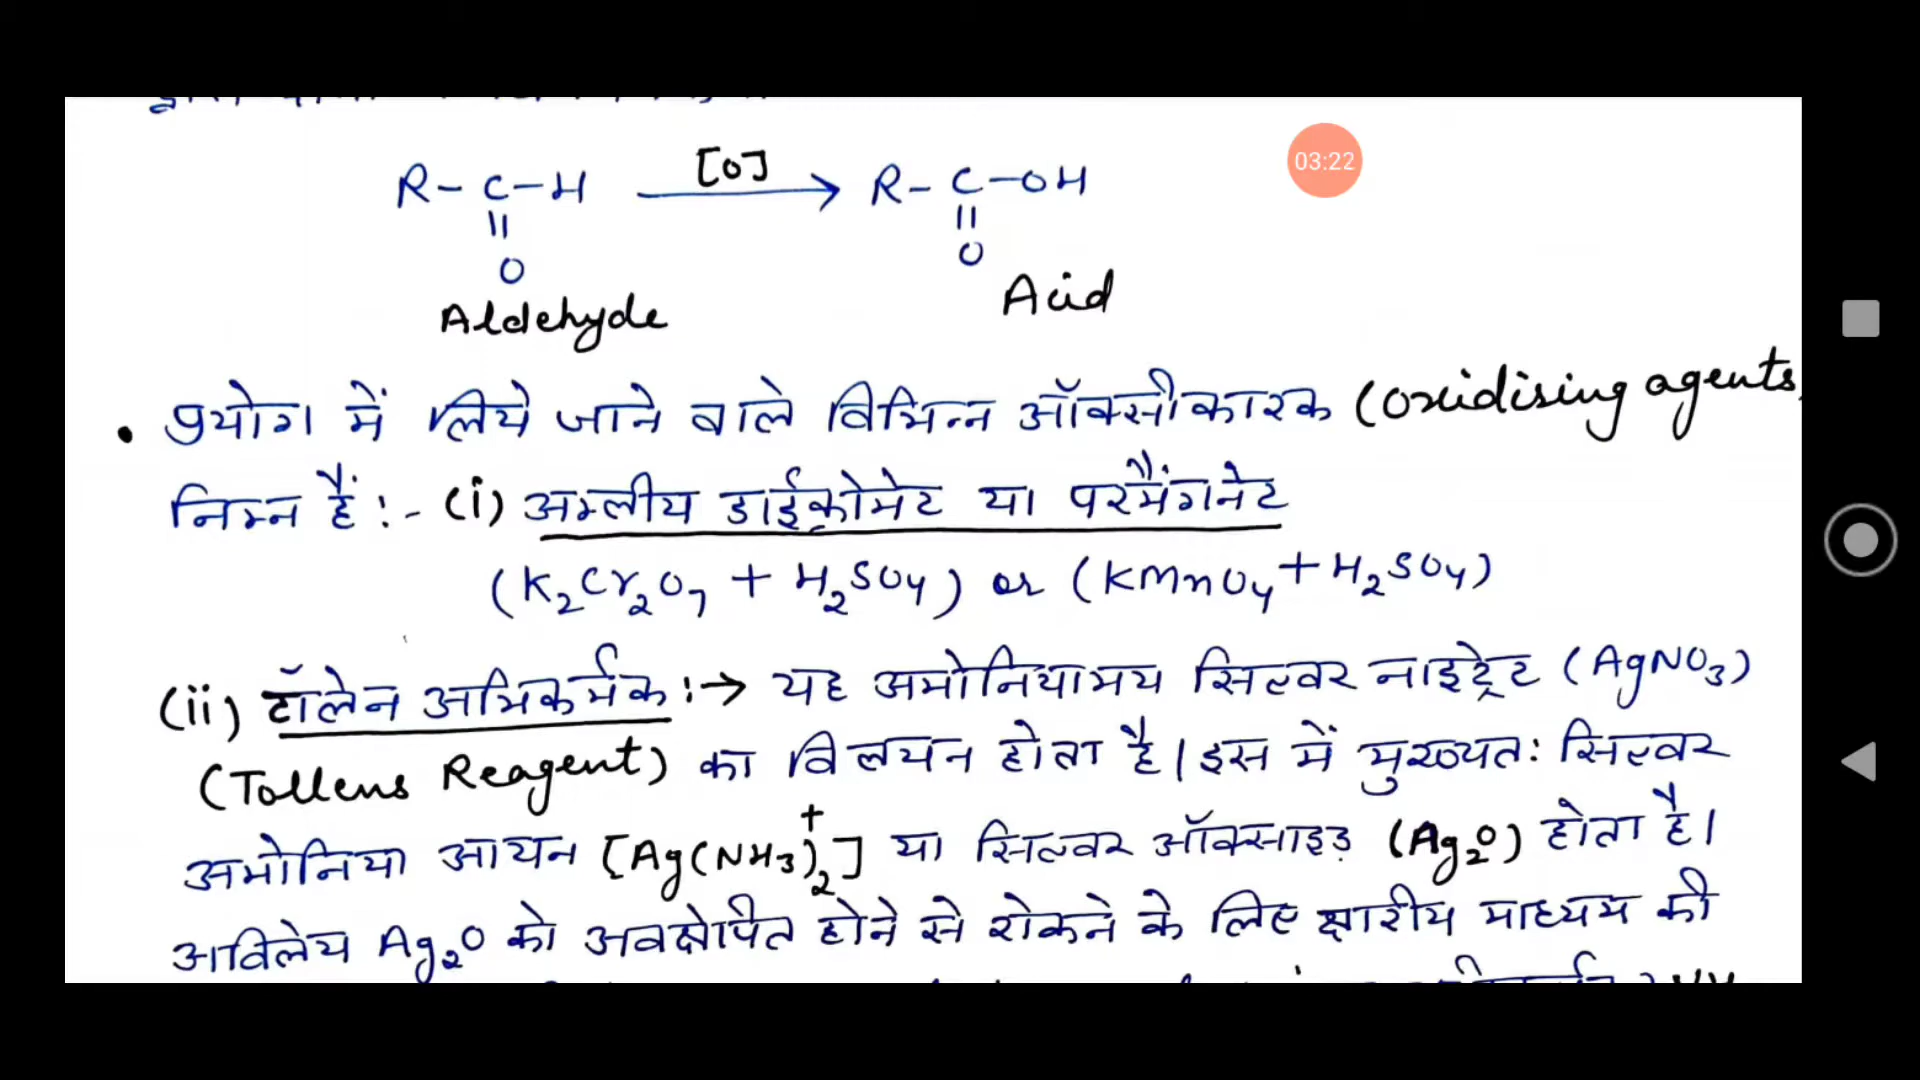 [O]
03:22
R-C-H → R-C-OH
|| ||
O O
Aldehyde Acid
• प्रयोग में लिये जाने वाले विभिन्न ऑक्सीकारक (Oxidising agents)
निम्न हैं :- (i) अम्लीय डाईक्रोमेट या परमैंगनेट
(K₂Cr₂O₇ + H₂SO₄) or (KMnO₄ + H₂SO₄)
(ii) टॉलेन अभिकर्मक :→ यह अमोनियामय सिल्वर नाइट्रेट (AgNO₃)
(Tollens Reagent) का विलयन होता है। इस में मुख्यतः सिल्वर
अमोनिया आयन [Ag(NH₃)₂⁺] या सिल्वर ऑक्साइड (Ag₂O) होता है।
अविलेय Ag₂O को अवक्षेपित होने से रोकने के लिए क्षारीय माध्यम की